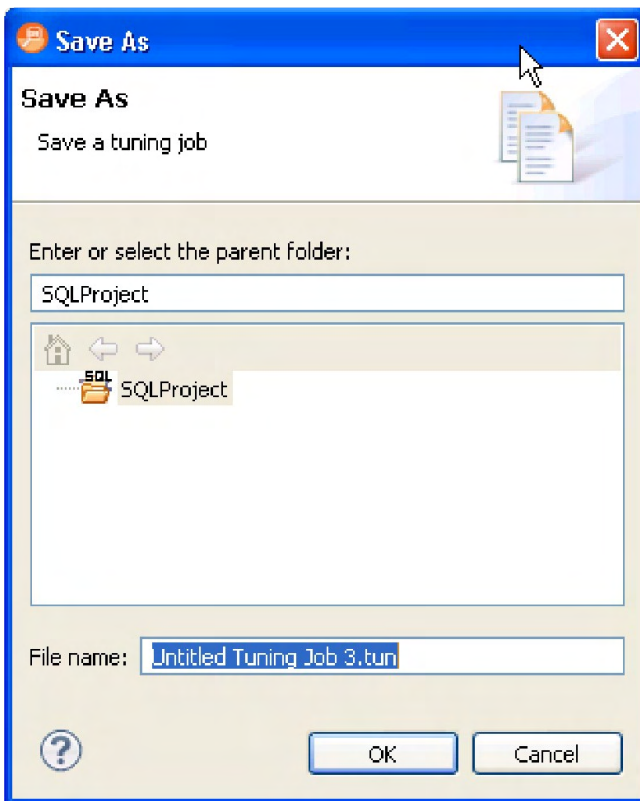 Save As
Save As
Save a tuning job
Enter or select the parent folder:
SQLProject
SQL
SQLProject
File name: Untitled Tuning Job 3.tun
?
OK Cancel